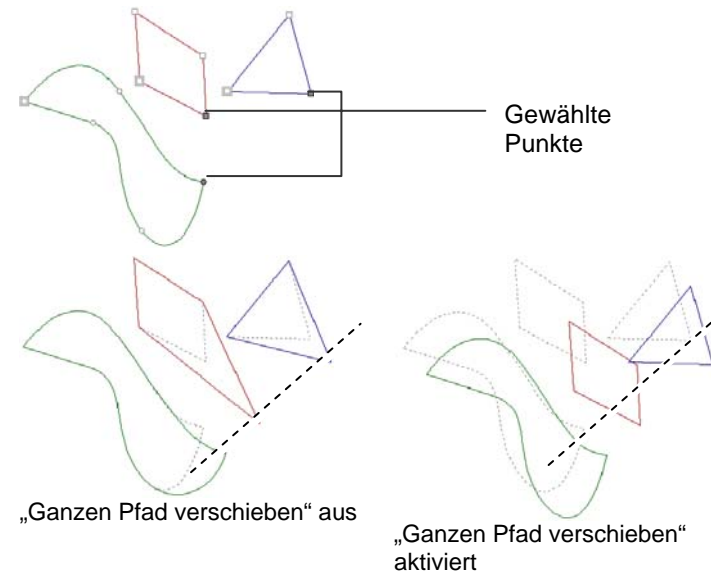 Gewählte
Punkte
„Ganzen Pfad verschieben“ aus
„Ganzen Pfad verschieben“
aktiviert